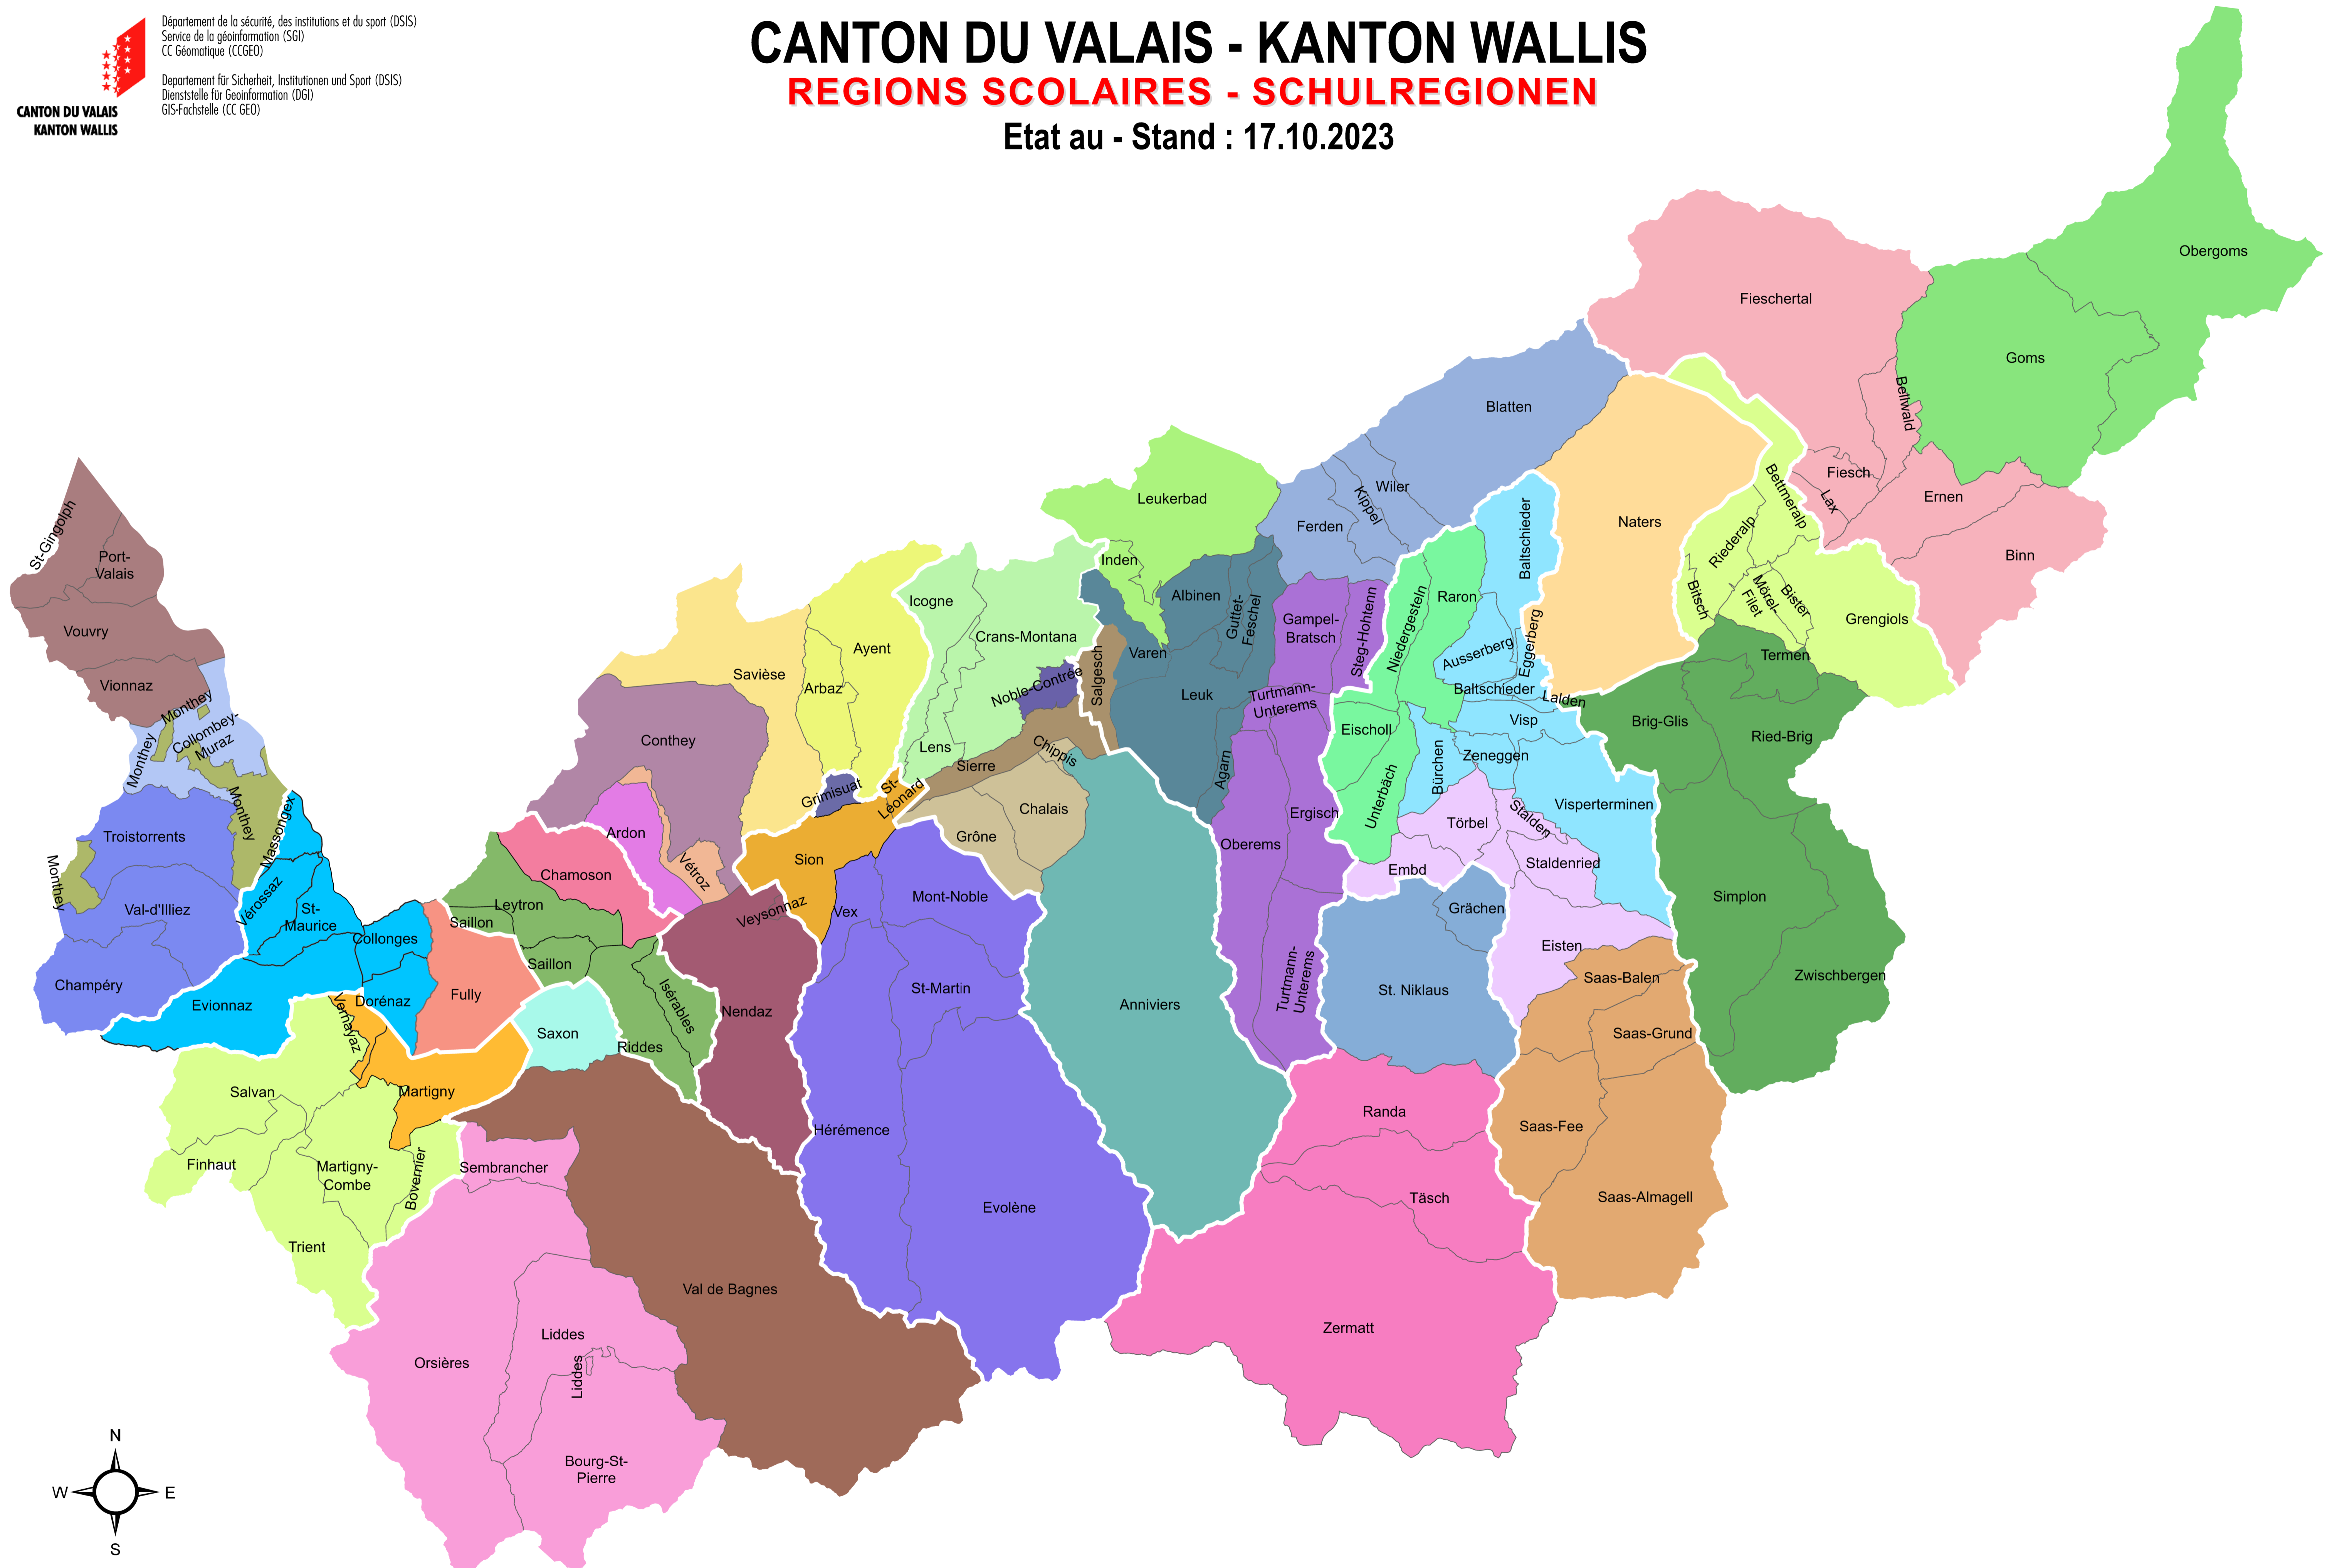 Département de la sécurité, des institutions et du sport (DSIS)
Service de la géoinformation (SGI)
CC Géomatique (CCGEO)
Departement für Sicherheit, Institutionen und Sport (DSIS)
Dienststelle für Geoinformation (DGI)
GIS-Fachstelle (CC GEO)
CANTON DU VALAIS
KANTON WALLIS
CANTON DU VALAIS - KANTON WALLIS
REGIONS SCOLAIRES - SCHULREGIONEN
Etat au - Stand : 17.10.2023
Obergoms
Goms
Fieschertal
Bellwald
Fiesch
Lax
Ernen
Binn
Blatten
Wiler
Kippel
Ferden
Naters
Bettmeralp
Riederalp
Bitsch
Mörel-
Filet
Bister
Grengiols
Leukerbad
Inden
Albinen
Guttet-
Feschel
Varen
Leuk
Agarn
Salgesch
Gampel-
Bratsch
Steg-Hohtenn
Niedergesteln
Raron
Baltschieder
Ausserberg
Eggerberg
Baltschieder
Lalden
Visp
Zeneggen
Bürchen
Visperterminen
Termen
Brig-Glis
Ried-Brig
Simplon
Zwischbergen
Turtmann-
Unterems
Eischoll
Unterbäch
Ergisch
Oberems
Turtmann-
Unterems
Törbel
Stalden
Staldenried
Embd
Eisten
Grächen
St. Niklaus
Saas-Balen
Saas-Grund
Saas-Fee
Saas-Almagell
Randa
Täsch
Zermatt
Icogne
Crans-Montana
Lens
Noble-Contrée
Sierre
Chippis
Chalais
Grône
Anniviers
Ayent
Arbaz
Savièse
Grimisuat
St-
Léonard
Sion
Conthey
Ardon
Vétroz
Chamoson
Veysonnaz
Nendaz
Vex
Mont-Noble
St-Martin
Hérémence
Evolène
St-Gingolph
Port-
Valais
Vouvry
Vionnaz
Monthey
Collombey-
Muraz
Monthey
Monthey
Massongex
Troistorrents
Monthey
Val-d'Illiez
Champéry
Vérossaz
St-
Maurice
Collonges
Evionnaz
Dorénaz
Leytron
Saillon
Saillon
Fully
Saxon
Isérables
Riddes
Vernayaz
Martigny
Salvan
Finhaut
Martigny-
Combe
Bovernier
Trient
Sembrancher
Val de Bagnes
Liddes
Liddes
Orsières
Bourg-St-
Pierre
N
W
E
S